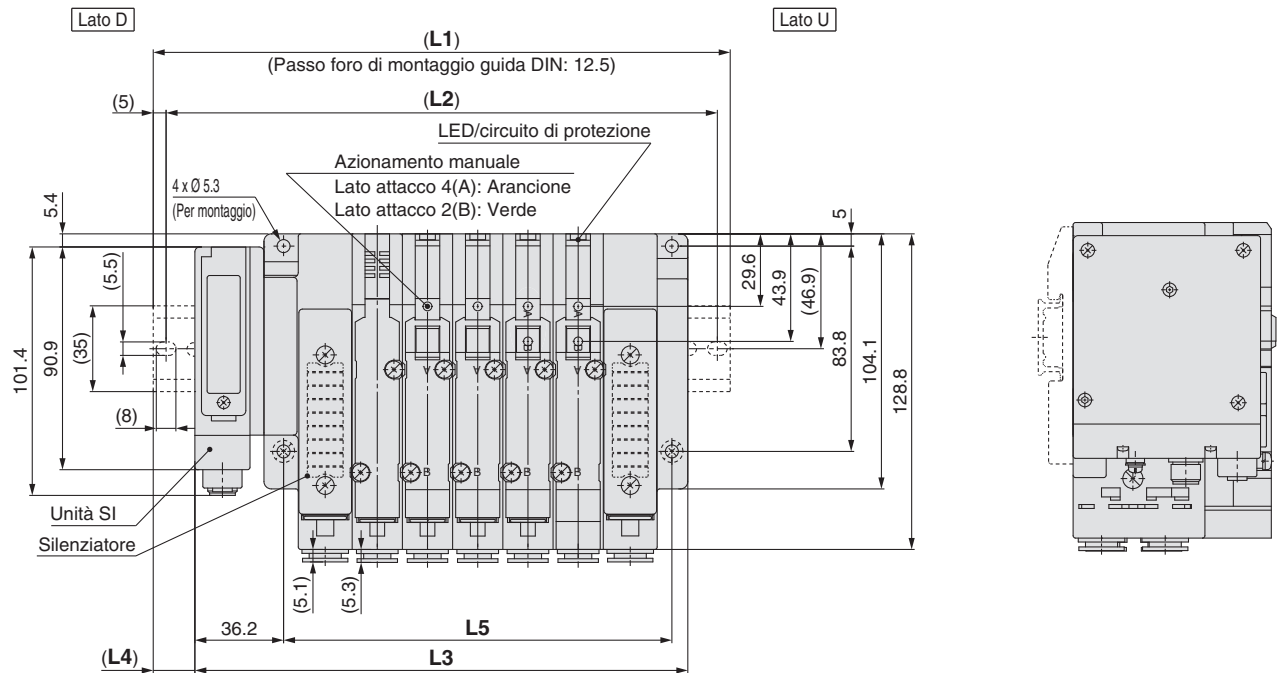 Lato D
Lato U
(L1)
(Passo foro di montaggio guida DIN: 12.5)
(5)
(L2)
LED/circuito di protezione
Azionamento manuale
Lato attacco 4(A): Arancione
Lato attacco 2(B): Verde
4 x Ø 5.3
(Per montaggio)
5.4
5
(5.5)
(35)
90.9
101.4
(8)
29.6
43.9
(46.9)
83.8
104.1
128.8
A
A
A
A
A
A
B
B
B
B
B
B
Unità SI
Silenziatore
(5.1)
(5.3)
36.2
L5
(L4)
L3